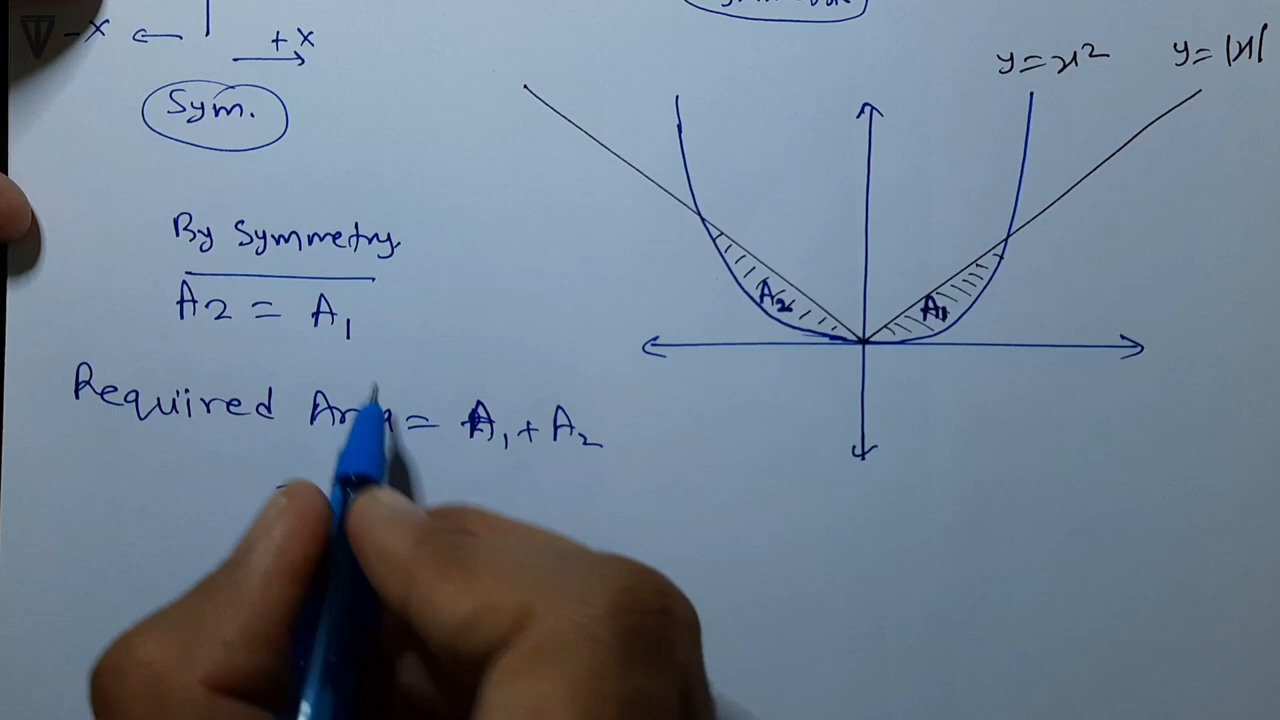 -x ← +x
Sym.
y=x² y=|x|
By Symmetry
A2 = A₁
A₂ A₁
Required Area = A₁ + A₂